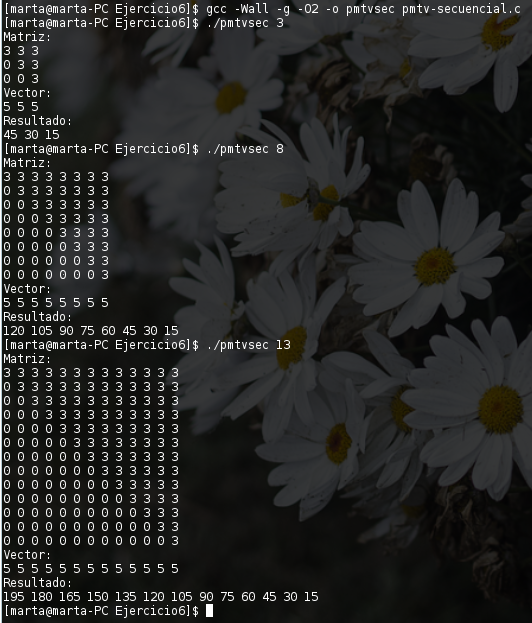 [marta@marta-PC Ejercicio6]$ gcc -Wall -g -O2 -o pmtvsec pmtv-secuencial.c
[marta@marta-PC Ejercicio6]$ ./pmtvsec 3
Matriz:
3 3 3
0 3 3
0 0 3
Vector:
5 5 5
Resultado:
45 30 15
[marta@marta-PC Ejercicio6]$ ./pmtvsec 8
Matriz:
3 3 3 3 3 3 3 3
0 3 3 3 3 3 3 3
0 0 3 3 3 3 3 3
0 0 0 3 3 3 3 3
0 0 0 0 3 3 3 3
0 0 0 0 0 3 3 3
0 0 0 0 0 0 3 3
0 0 0 0 0 0 0 3
Vector:
5 5 5 5 5 5 5 5
Resultado:
120 105 90 75 60 45 30 15
[marta@marta-PC Ejercicio6]$ ./pmtvsec 13
Matriz:
3 3 3 3 3 3 3 3 3 3 3 3 3
0 3 3 3 3 3 3 3 3 3 3 3 3
0 0 3 3 3 3 3 3 3 3 3 3 3
0 0 0 3 3 3 3 3 3 3 3 3 3
0 0 0 0 3 3 3 3 3 3 3 3 3
0 0 0 0 0 3 3 3 3 3 3 3 3
0 0 0 0 0 0 3 3 3 3 3 3 3
0 0 0 0 0 0 0 3 3 3 3 3 3
0 0 0 0 0 0 0 0 3 3 3 3 3
0 0 0 0 0 0 0 0 0 3 3 3 3
0 0 0 0 0 0 0 0 0 0 3 3 3
0 0 0 0 0 0 0 0 0 0 0 3 3
0 0 0 0 0 0 0 0 0 0 0 0 3
Vector:
5 5 5 5 5 5 5 5 5 5 5 5 5
Resultado:
195 180 165 150 135 120 105 90 75 60 45 30 15
[marta@marta-PC Ejercicio6]$